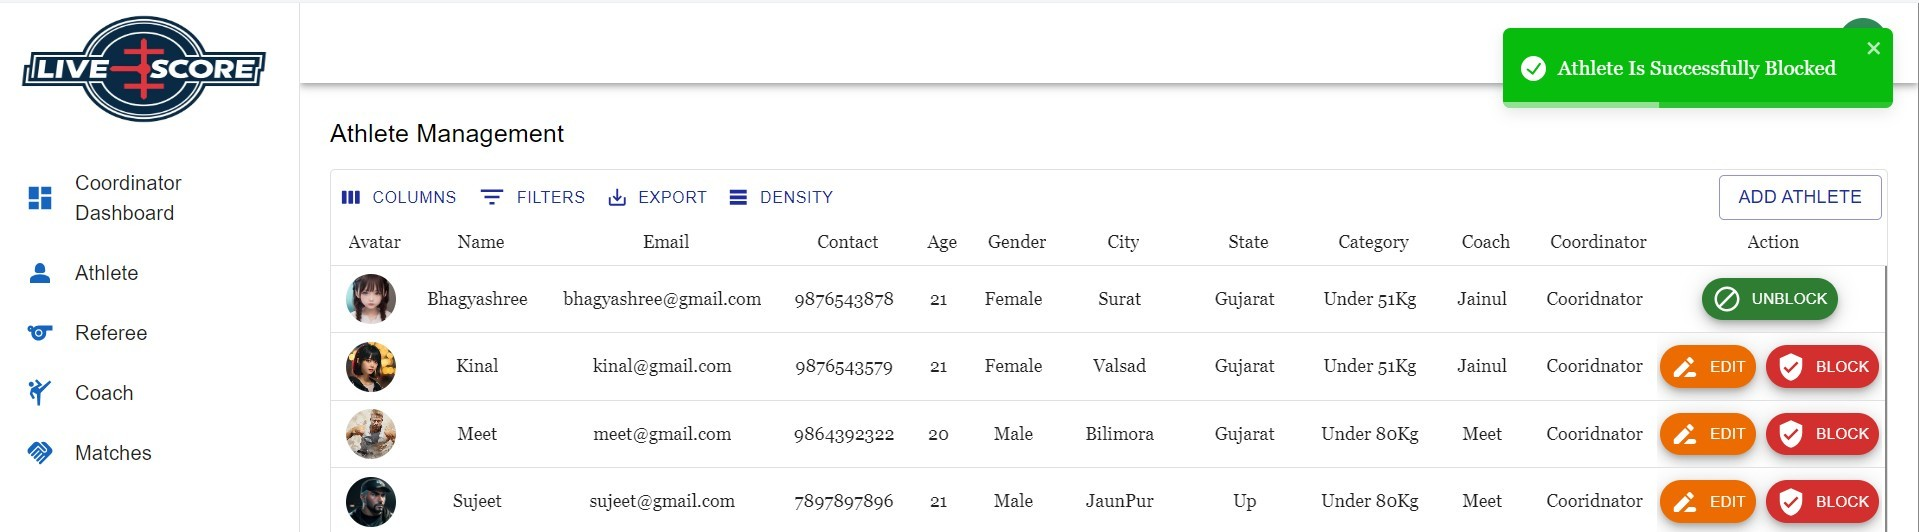 LIVE SCORE
Athlete Is Successfully Blocked
Coordinator
Dashboard
Athlete
Referee
Coach
Matches
Athlete Management
COLUMNS FILTERS EXPORT DENSITY ADD ATHLETE
Avatar Name Email Contact Age Gender City State Category Coach Coordinator Action
Bhagyashree bhagyashree@gmail.com 9876543878 21 Female Surat Gujarat Under 51Kg Jainul Cooridnator UNBLOCK
Kinal kinal@gmail.com 9876543579 21 Female Valsad Gujarat Under 51Kg Jainul Cooridnator EDIT BLOCK
Meet meet@gmail.com 9864392322 20 Male Bilimora Gujarat Under 80Kg Meet Cooridnator EDIT BLOCK
Sujeet sujeet@gmail.com 7897897896 21 Male JaunPur Up Under 80Kg Meet Cooridnator EDIT BLOCK